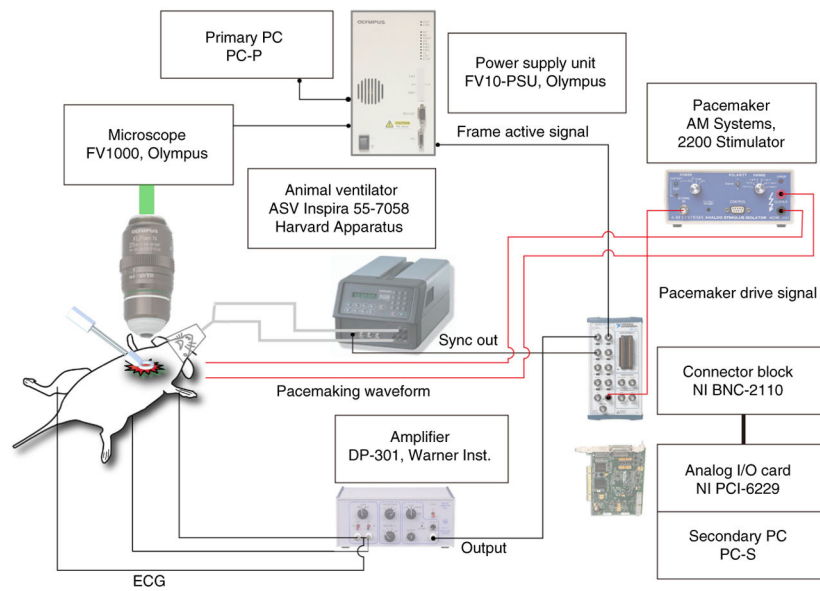 OLYMPUS
Primary PC
PC-P
Power supply unit
FV10-PSU, Olympus
Microscope
FV1000, Olympus
Frame active signal
Pacemaker
AM Systems,
2200 Stimulator
Animal ventilator
ASV Inspira 55-7058
Harvard Apparatus
OLYMPUS
Pacemaker drive signal
Sync out
Pacemaking waveform
Connector block
NI BNC-2110
Amplifier
DP-301, Warner Inst.
Analog I/O card
NI PCI-6229
Output
Secondary PC
PC-S
ECG